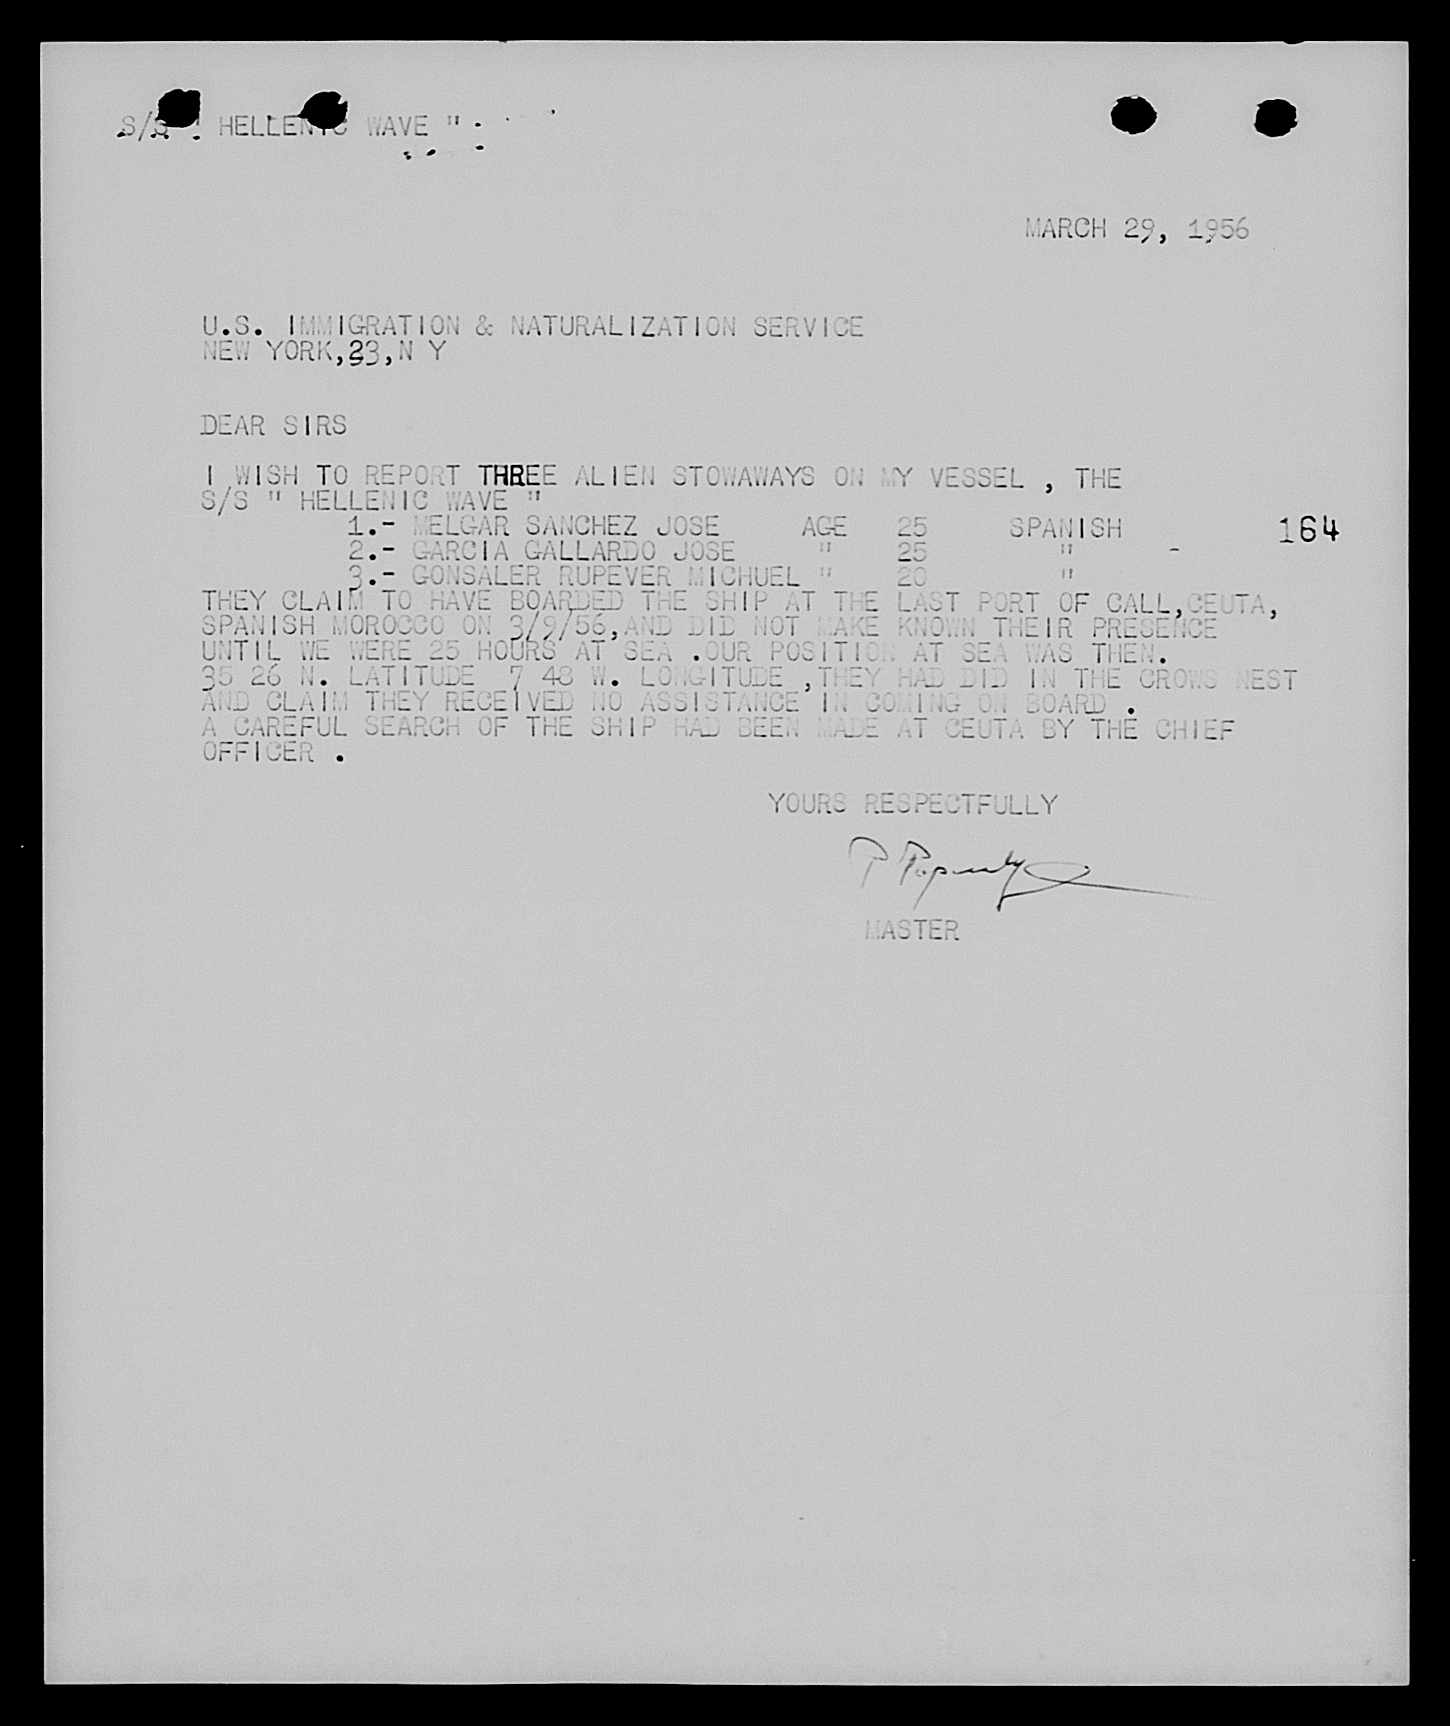 S/S " HELLENIC WAVE "
MARCH 29, 1956
U.S. IMMIGRATION & NATURALIZATION SERVICE
NEW YORK,23,N Y
DEAR SIRS
I WISH TO REPORT THREE ALIEN STOWAWAYS ON MY VESSEL , THE
S/S " HELLENIC WAVE "
1.- MELGAR SANCHEZ JOSE AGE 25 SPANISH 164
2.- GARCIA GALLARDO JOSE " 25 " -
3.- GONSALER RUPEVER MICHUEL " 20 "
THEY CLAIM TO HAVE BOARDED THE SHIP AT THE LAST PORT OF CALL,CEUTA,
SPANISH MOROCCO ON 3/9/56,AND DID NOT MAKE KNOWN THEIR PRESENCE
UNTIL WE WERE 25 HOURS AT SEA .OUR POSITION AT SEA WAS THEN.
35 26 N. LATITUDE 7 48 W. LONGITUDE ,THEY HAD DID IN THE CROWS NEST
AND CLAIM THEY RECEIVED NO ASSISTANCE IN COMING ON BOARD .
A CAREFUL SEARCH OF THE SHIP HAD BEEN MADE AT CEUTA BY THE CHIEF
OFFICER .
YOURS RESPECTFULLY
MASTER